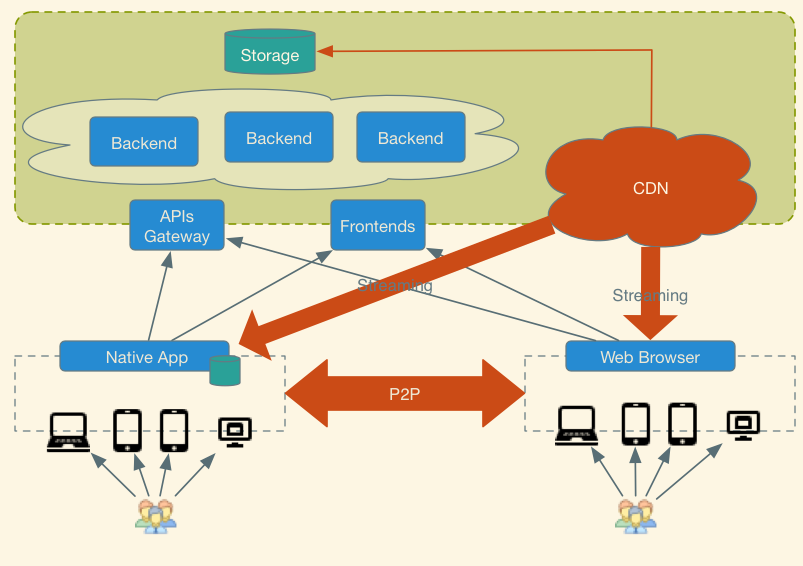 Storage
Backend
Backend
Backend
CDN
APIs
Gateway
Frontends
Streaming
Streaming
Native App
Web Browser
P2P